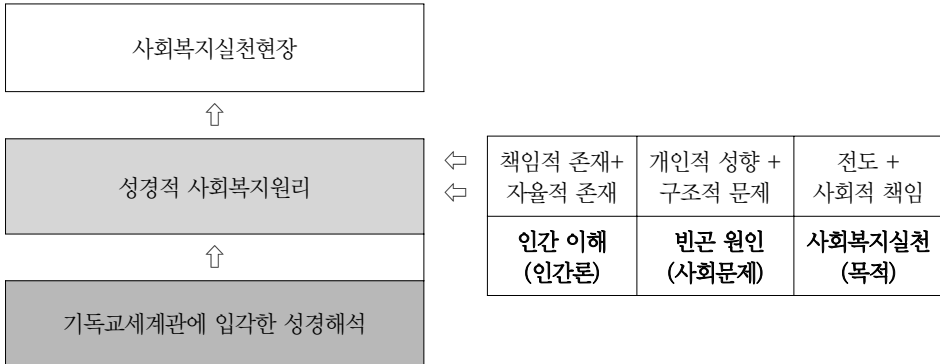 사회복지실천현장
⇧
성경적 사회복지원리
⇧
기독교세계관에 입각한 성경해석
⇦
⇦
책임적 존재+
자율적 존재
개인적 성향 +
구조적 문제
전도 +
사회적 책임
인간 이해
(인간론)
빈곤 원인
(사회문제)
사회복지실천
(목적)